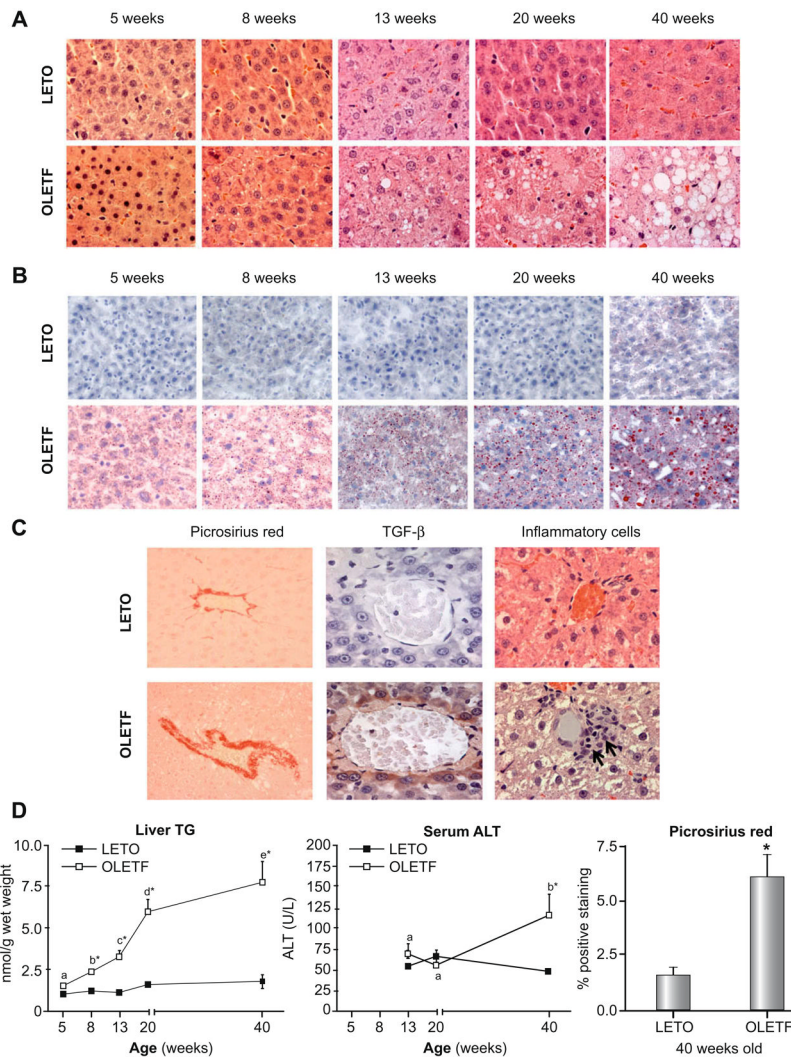 A
5 weeks 8 weeks 13 weeks 20 weeks 40 weeks
LETO
OLETF
B
5 weeks 8 weeks 13 weeks 20 weeks 40 weeks
LETO
OLETF
C
Picrosirius red TGF-β Inflammatory cells
LETO
OLETF
D
Liver TG
LETO
OLETF
nmol/g wet weight
10.0
7.5
5.0
2.5
0
a b* c* d* e*
5 8 13 20 40
Age (weeks)
Serum ALT
LETO
OLETF
ALT (U/L)
200
175
150
125
100
75
50
25
0
a a b*
5 8 13 20 40
Age (weeks)
Picrosirius red
% positive staining
7.5
5.0
2.5
0
*
LETO OLETF
40 weeks old